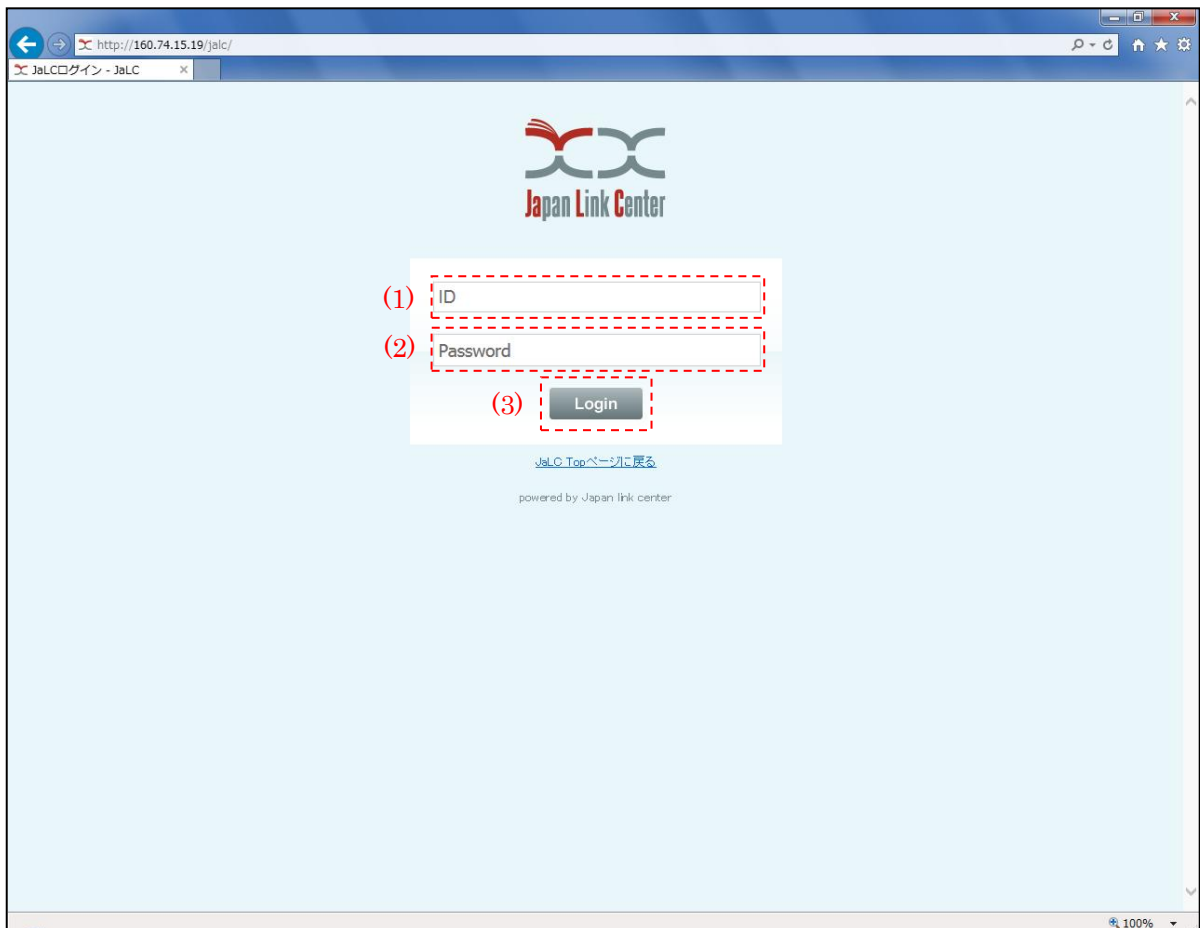 http://160.74.15.19/jalc/
JaLCログイン - JaLC
Japan Link Center
(1) ID
(2) Password
(3) Login
JaLC Topページに戻る
powered by Japan link center
100%